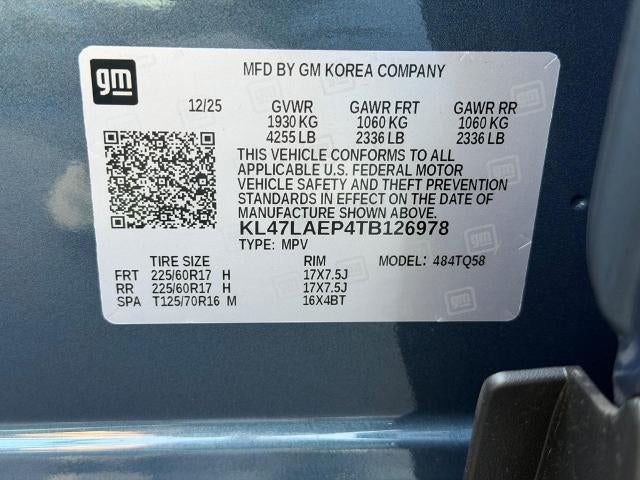 gm
MFD BY GM KOREA COMPANY
12/25 GVWR GAWR FRT GAWR RR
1930 KG 1060 KG 1060 KG
4255 LB 2336 LB 2336 LB
THIS VEHICLE CONFORMS TO ALL
APPLICABLE U.S. FEDERAL MOTOR
VEHICLE SAFETY AND THEFT PREVENTION
STANDARDS IN EFFECT ON THE DATE OF
MANUFACTURE SHOWN ABOVE.
KL47LAEP4TB126978
TYPE: MPV MODEL: 484TQ58
TIRE SIZE RIM
FRT 225/60R17 H 17X7.5J
RR 225/60R17 H 17X7.5J
SPA T125/70R16 M 16X4BT